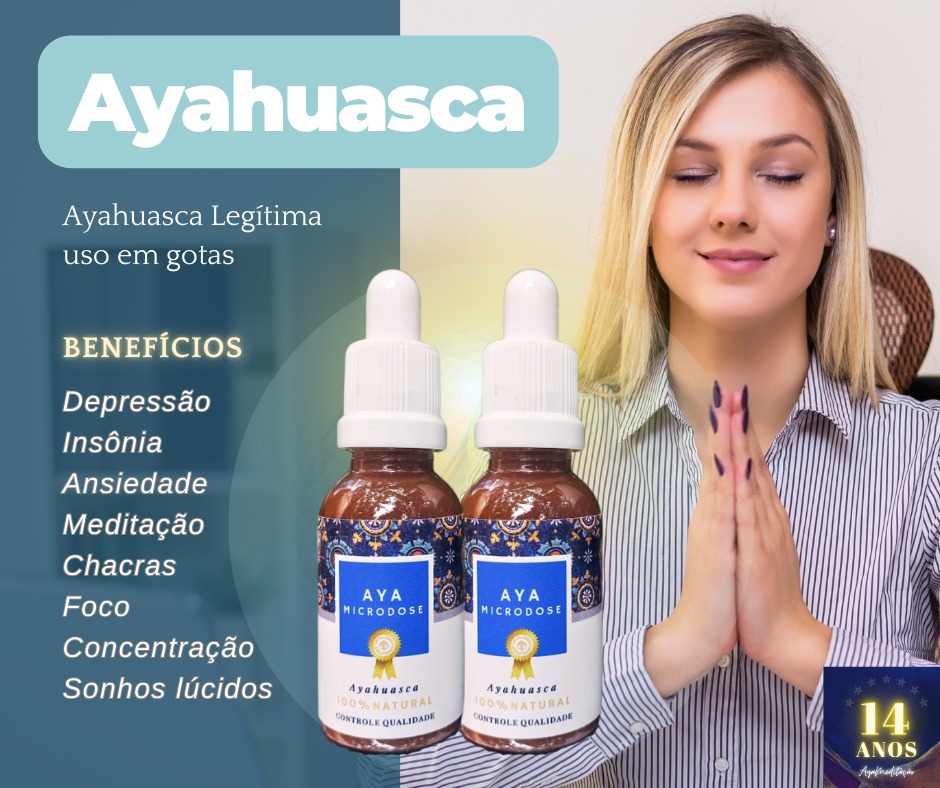 Ayahuasca
Ayahuasca Legítima
uso em gotas
BENEFÍCIOS
Depressão
Insônia
Ansiedade
Meditação
Chacras
Foco
Concentração
Sonhos lúcidos
AYA
MICRODOSE
Ayahuasca
100% NATURAL
CONTROLE QUALIDADE
AYA
MICRODOSE
Ayahuasca
100% NATURAL
CONTROLE QUALIDADE
14
ANOS
AyaMeditação